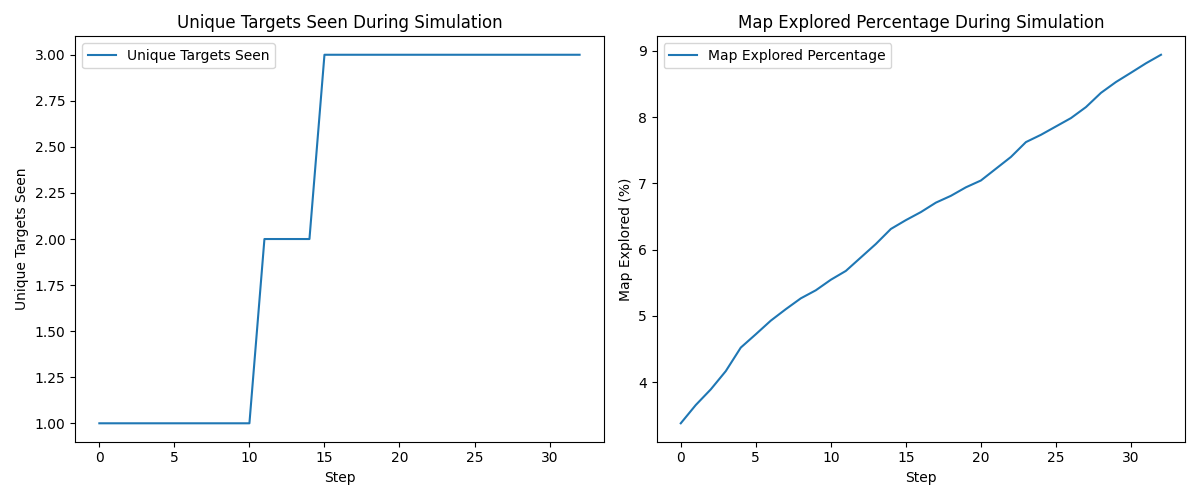 Unique Targets Seen During Simulation
Unique Targets Seen
3.00
2.75
2.50
2.25
2.00
1.75
1.50
1.25
1.00
Unique Targets Seen
0 5 10 15 20 25 30
Step
Map Explored Percentage During Simulation
Map Explored Percentage
9
8
7
6
5
4
Map Explored (%)
0 5 10 15 20 25 30
Step